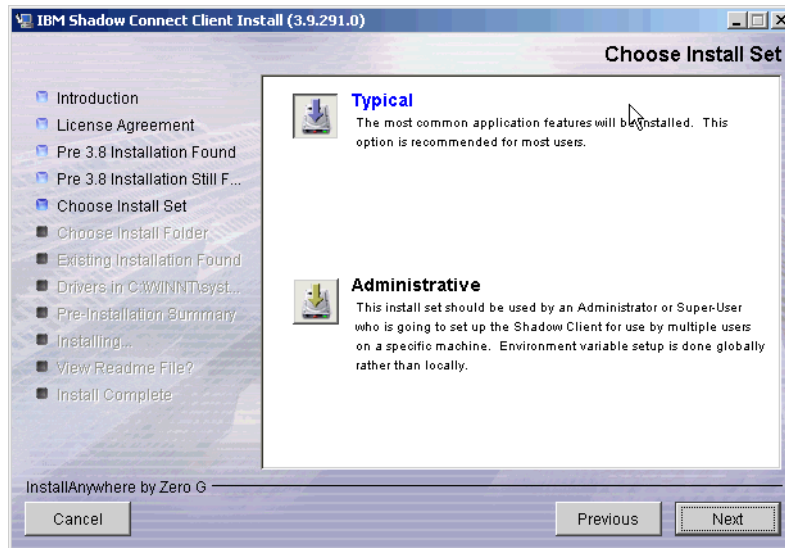 IBM Shadow Connect Client Install (3.9.291.0)
Choose Install Set
Introduction
License Agreement
Pre 3.8 Installation Found
Pre 3.8 Installation Still F...
Choose Install Set
Choose Install Folder
Existing Installation Found
Drivers in C:\WINNT\syst...
Pre-Installation Summary
Installing...
View Readme File?
Install Complete
Typical
The most common application features will be installed. This
option is recommended for most users.
Administrative
This install set should be used by an Administrator or Super-User
who is going to set up the Shadow Client for use by multiple users
on a specific machine. Environment variable setup is done globally
rather than locally.
InstallAnywhere by Zero G
Cancel
Previous
Next